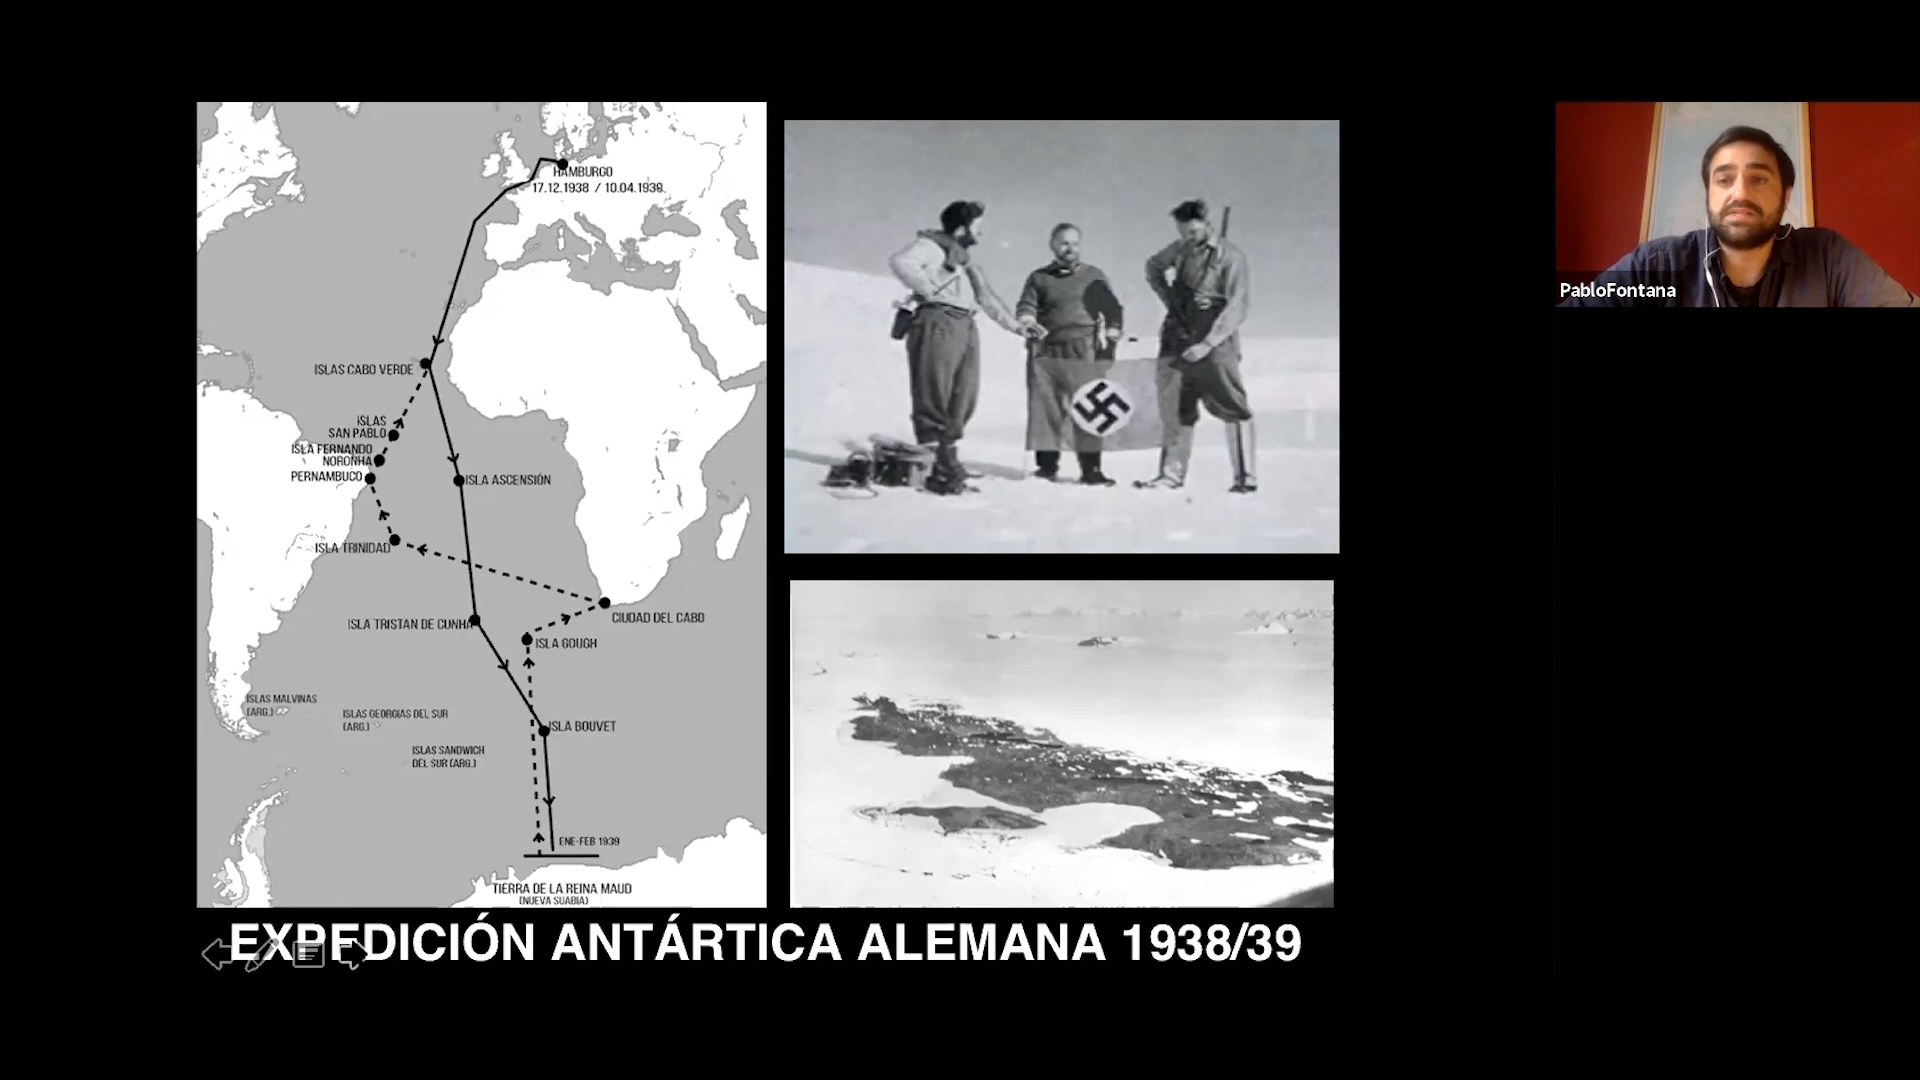 HAMBURGO
17.12.1938 / 10.04.1939
ISLAS CABO VERDE
ISLAS
SAN PABLO
ISLA FERNANDO
NORONHA
PERNAMBUCO
ISLA ASCENSIÓN
ISLA TRINIDAD
CIUDAD DEL CABO
ISLA TRISTAN DE CUNHA
ISLA GOUGH
ISLAS MALVINAS
(ARG.)
ISLAS GEORGIAS DEL SUR
(ARG.)
ISLA BOUVET
ISLAS SANDWICH
DEL SUR (ARG.)
ENE-FEB 1939
TIERRA DE LA REINA MAUD
(NUEVA SUABIA)
EXPEDICIÓN ANTÁRTICA ALEMANA 1938/39
PabloFontana